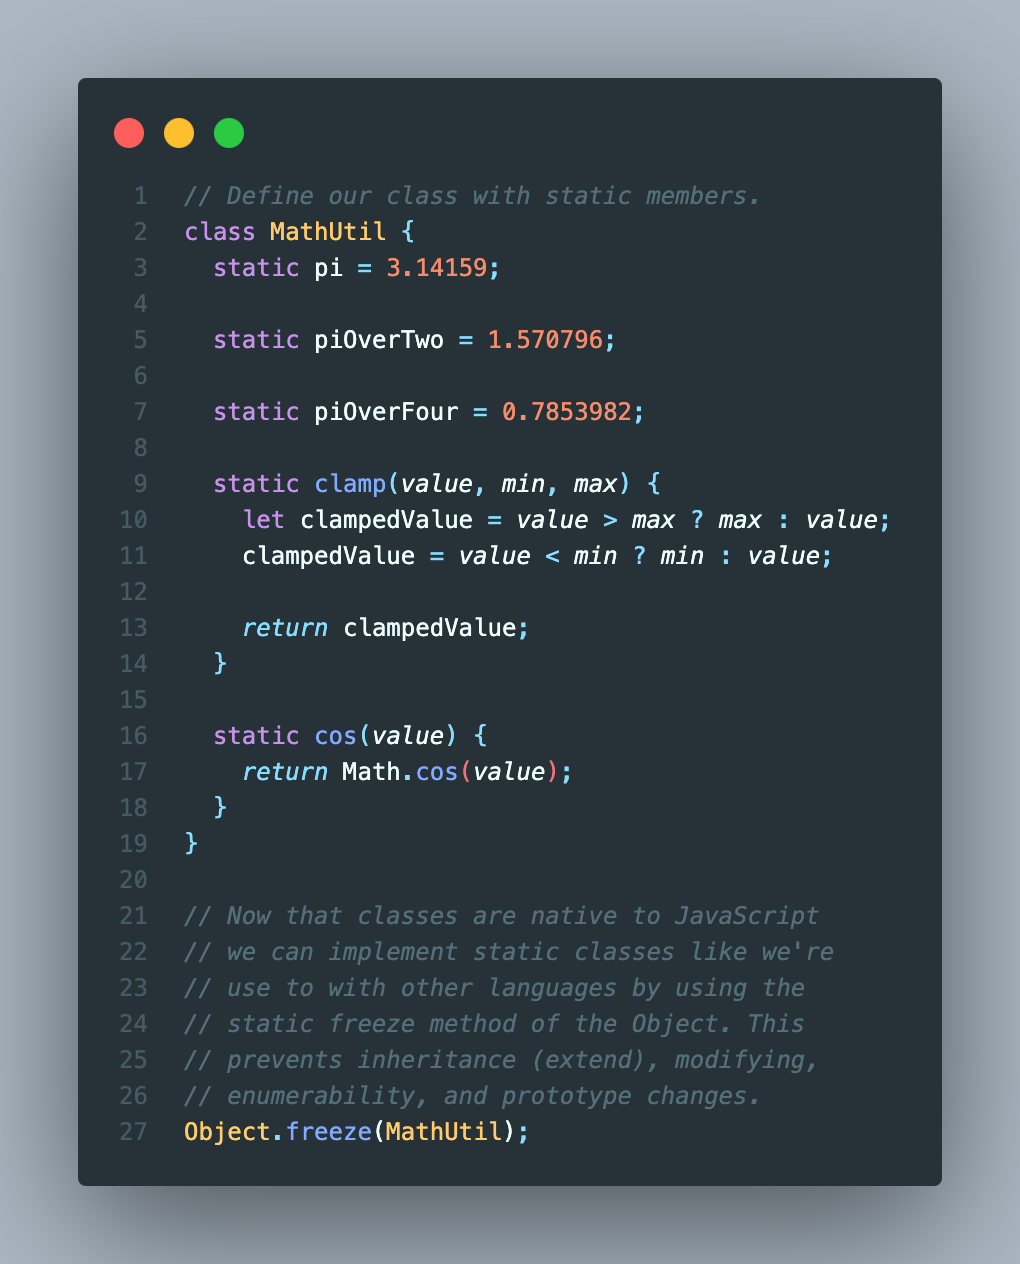 1 // Define our class with static members.
2 class MathUtil {
3   static pi = 3.14159;
4
5   static piOverTwo = 1.570796;
6
7   static piOverFour = 0.7853982;
8
9   static clamp(value, min, max) {
10     let clampedValue = value > max ? max : value;
11     clampedValue = value < min ? min : value;
12
13     return clampedValue;
14   }
15
16   static cos(value) {
17     return Math.cos(value);
18   }
19 }
20
21 // Now that classes are native to JavaScript
22 // we can implement static classes like we're
23 // use to with other languages by using the
24 // static freeze method of the Object. This
25 // prevents inheritance (extend), modifying,
26 // enumerability, and prototype changes.
27 Object.freeze(MathUtil);